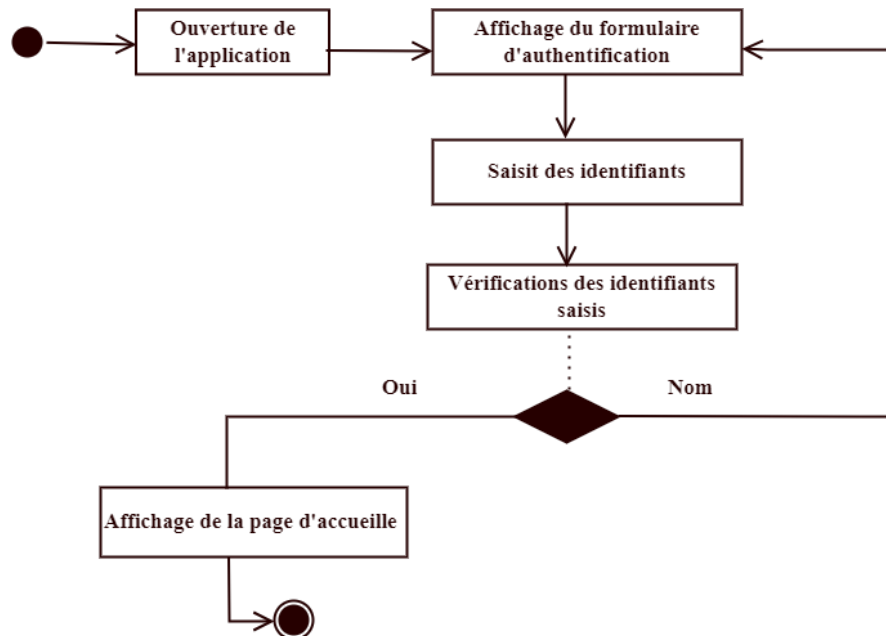 Ouverture de
l'application
Affichage du formulaire
d'authentification
Saisit des identifiants
Vérifications des identifiants
saisis
Oui
Nom
Affichage de la page d'accueille